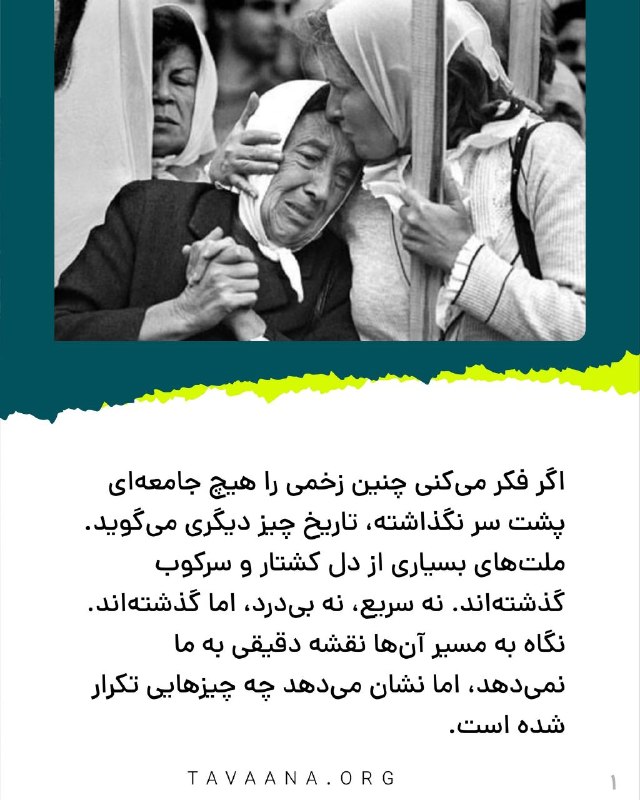 اگر فکر می‌کنی چنین زخمی را هیچ جامعه‌ای
پشت سر نگذاشته، تاریخ چیز دیگری می‌گوید.
ملت‌های بسیاری از دل کشتار و سرکوب
گذشته‌اند. نه سریع، نه بی‌درد، اما گذشته‌اند.
نگاه به مسیرِ آن‌ها نقشه دقیقی به ما
نمی‌دهد، اما نشان می‌دهد چه چیزهایی تکرار
شده است.
TAVAANA.ORG
۱